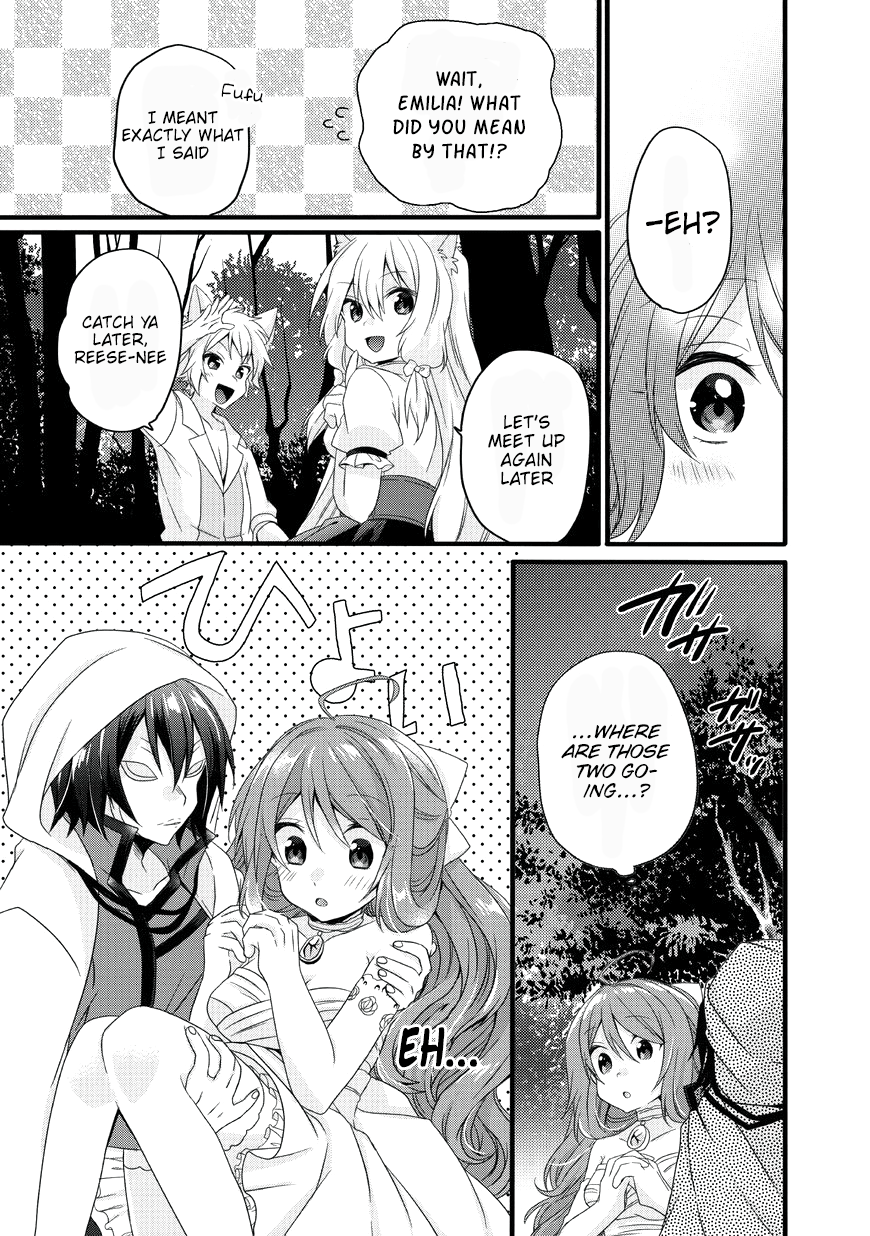 -EH?
WAIT,
EMILIA! WHAT
DID YOU MEAN
BY THAT!?
Fufu
I MEANT
EXACTLY WHAT
I SAID
LET'S
MEET UP
AGAIN
LATER
CATCH YA
LATER,
REESE-NEE
ガサ
ガサッ
...WHERE
ARE THOSE
TWO GO-
ING...?
ひょい
EH...